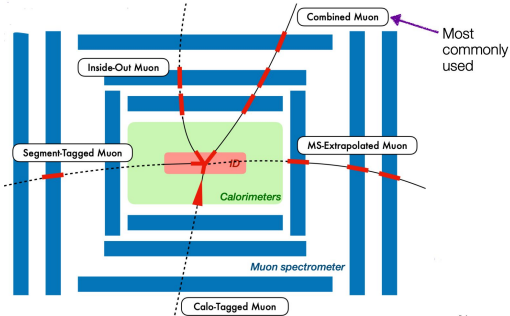 Combined Muon
Most
commonly
used
Inside-Out Muon
Segment-Tagged Muon
MS-Extrapolated Muon
ID
Calorimeters
Muon spectrometer
Calo-Tagged Muon